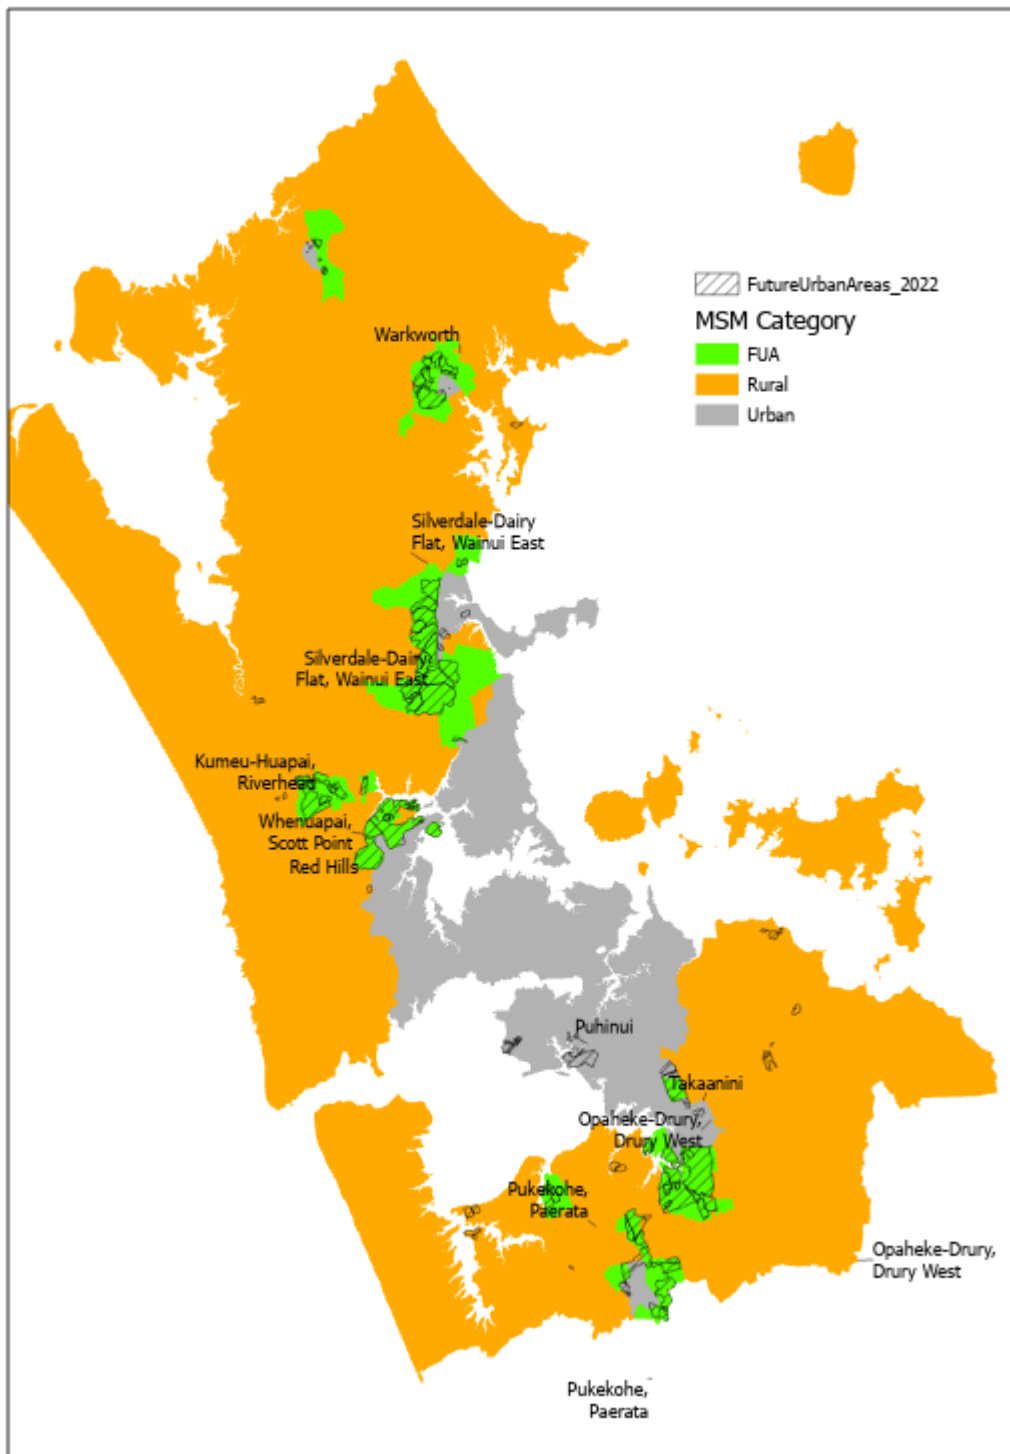 FutureUrbanAreas_2022
MSM Category
FUA
Rural
Urban
Warkworth
Silverdale-Dairy
Flat, Wainui East
Silverdale-Dairy
Flat, Wainui East
Kumeu-Huapai,
Riverhead
Whenuapai,
Scott Point
Red Hills
Puhinui
Takaanini
Opaheke-Drury,
Drury West
Pukekohe,
Paerata
Opaheke-Drury,
Drury West
Pukekohe,
Paerata